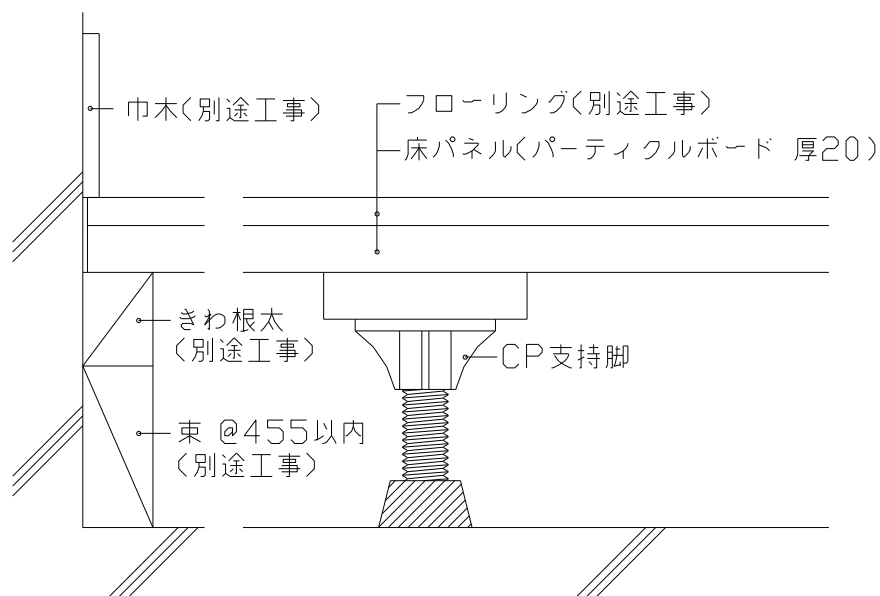 巾木(別途工事)
フローリング(別途工事)
床パネル(パーティクルボード 厚20)
きわ根太
(別途工事)
CP支持脚
束 @455以内
(別途工事)